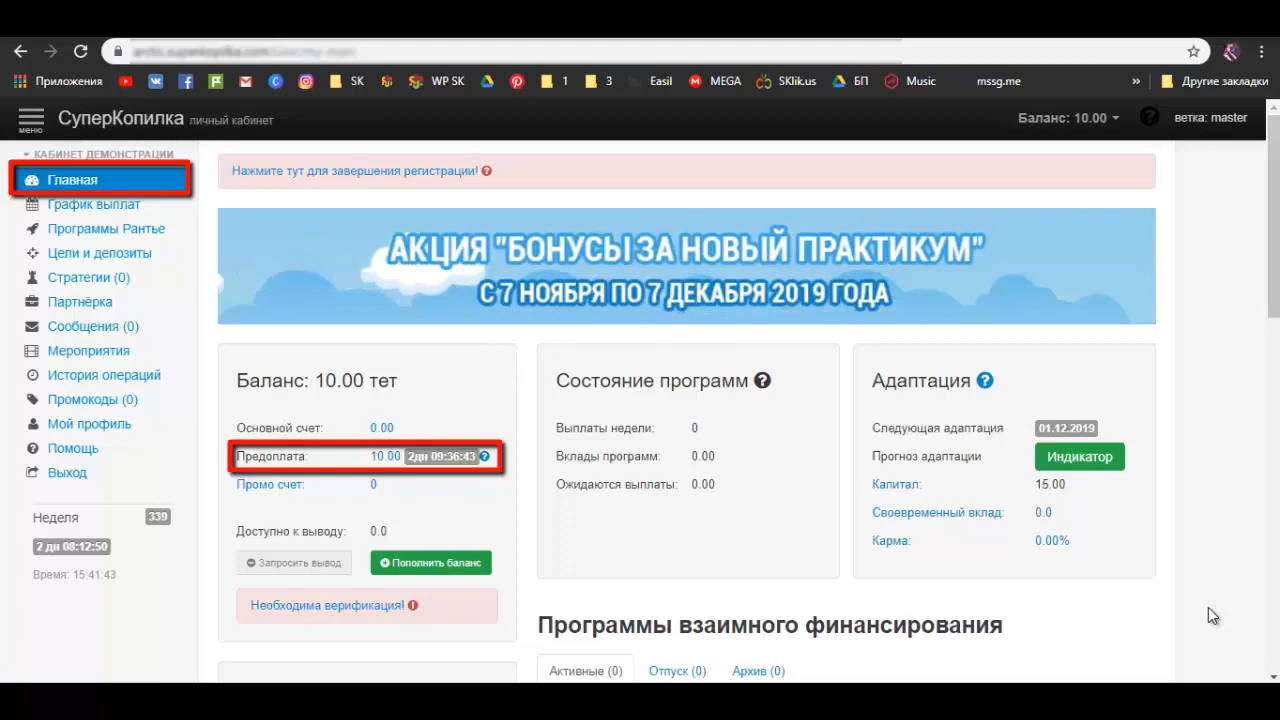 Приложения
SK
WP SK
1
3
Easil
MEGA
SKlik.us
БП
Music
mssg.me
»
Другие закладки
меню
СуперКопилка личный кабинет
Баланс: 10.00
ветка: master
КАБИНЕТ ДЕМОНСТРАЦИИ
Главная
График выплат
Программы Рантье
Цели и депозиты
Стратегии (0)
Партнёрка
Сообщения (0)
Мероприятия
История операций
Промокоды (0)
Мой профиль
Помощь
Выход
Неделя 339
2 дн 08:12:50
Время: 15:41:43
Нажмите тут для завершения регистрации!
АКЦИЯ "БОНУСЫ ЗА НОВЫЙ ПРАКТИКУМ"
С 7 НОЯБРЯ ПО 7 ДЕКАБРЯ 2019 ГОДА
Баланс: 10.00 тет
Основной счет: 0.00
Предоплата: 10.00 2дн 09:36:43
Промо счет: 0
Доступно к выводу: 0.0
Запросить вывод
Пополнить баланс
Необходима верификация!
Состояние программ
Выплаты недели: 0
Вклады программ: 0.00
Ожидаются выплаты: 0.00
Адаптация
Следующая адаптация 01.12.2019
Прогноз адаптации Индикатор
Капитал: 15.00
Своевременный вклад: 0.0
Карма: 0.00%
Программы взаимного финансирования
Активные (0)
Отпуск (0)
Архив (0)